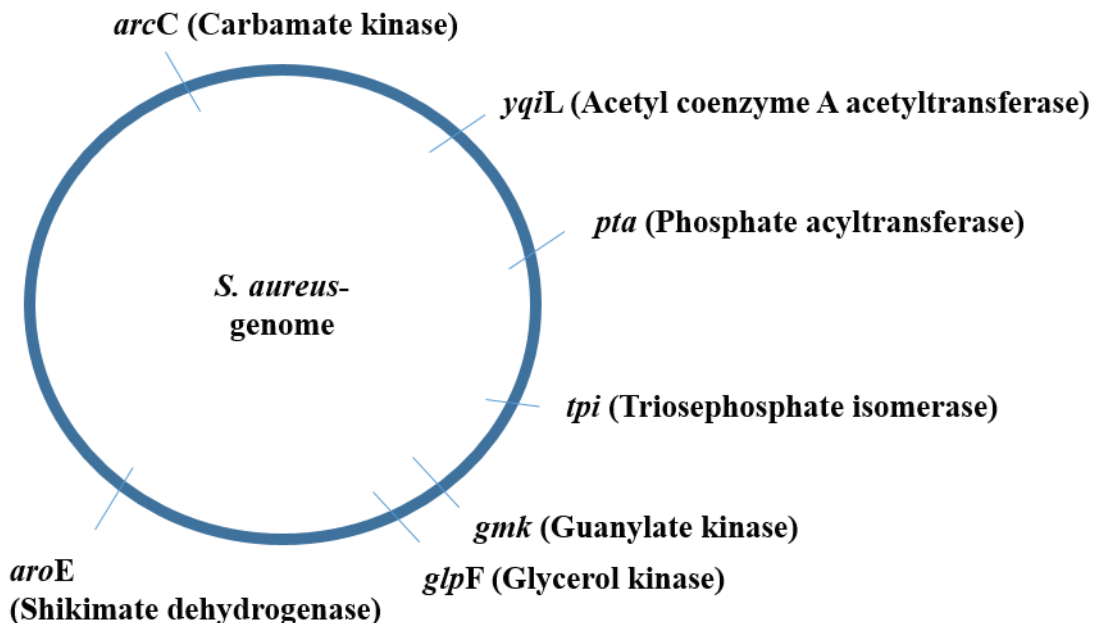 arcC (Carbamate kinase)
yqiL (Acetyl coenzyme A acetyltransferase)
pta (Phosphate acyltransferase)
S. aureus-
genome
tpi (Triosephosphate isomerase)
gmk (Guanylate kinase)
glpF (Glycerol kinase)
aroE
(Shikimate dehydrogenase)